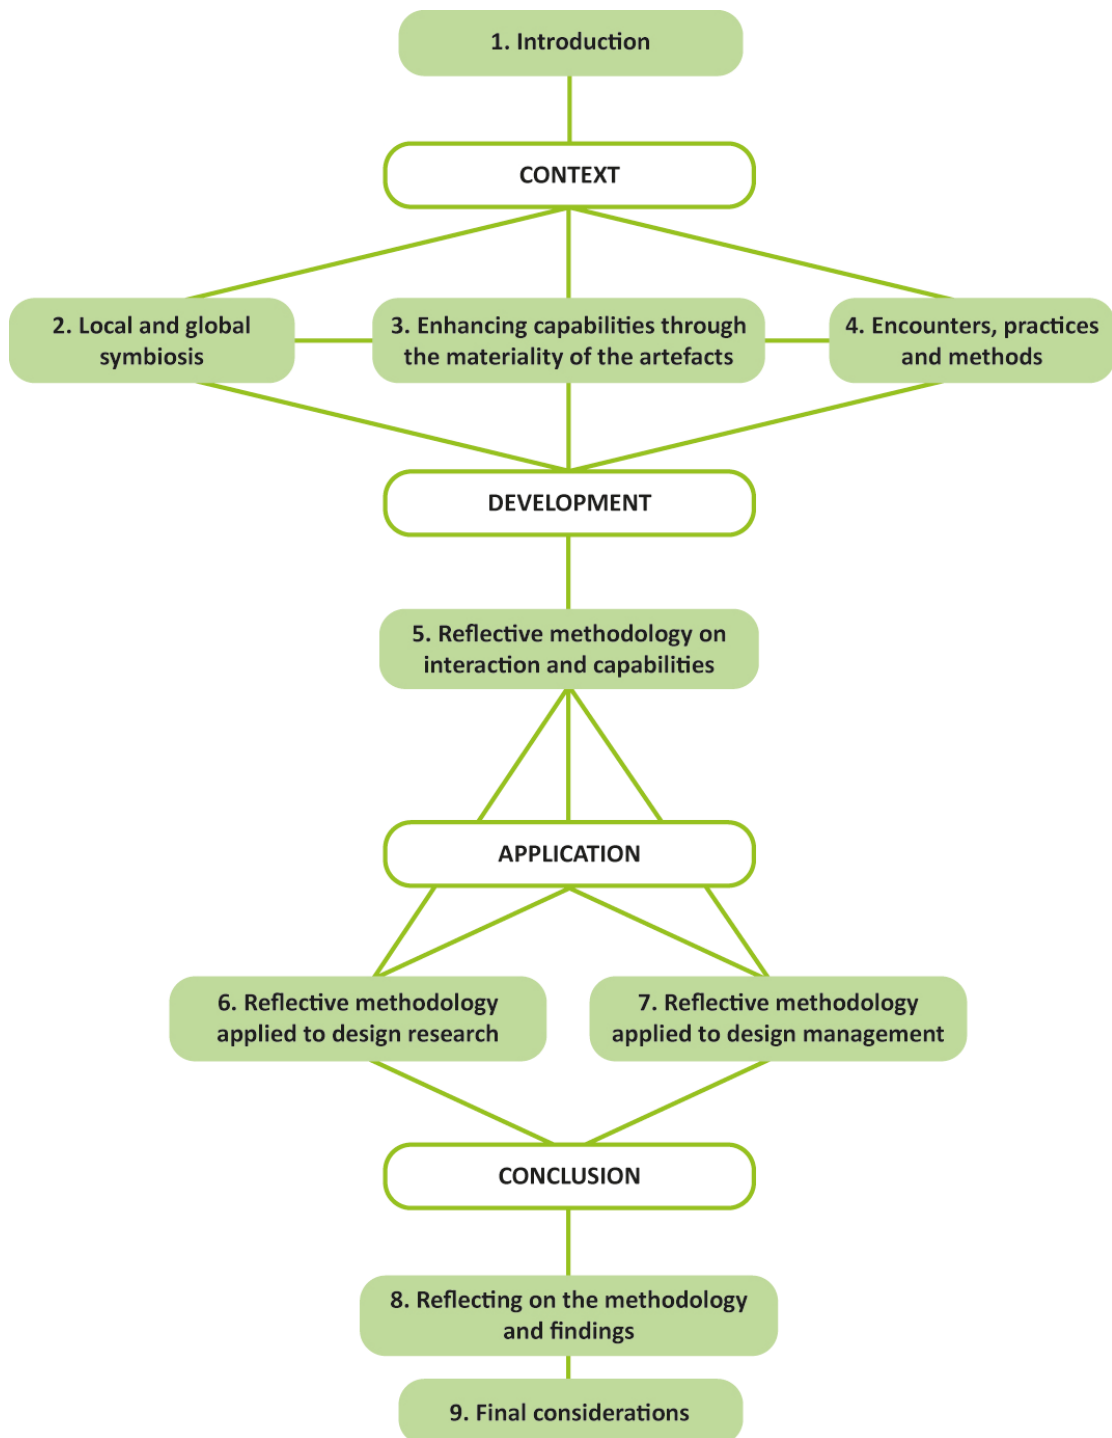 1. Introduction
CONTEXT
2. Local and global
symbiosis
3. Enhancing capabilities through
the materiality of the artefacts
4. Encounters, practices
and methods
DEVELOPMENT
5. Reflective methodology on
interaction and capabilities
APPLICATION
6. Reflective methodology
applied to design research
7. Reflective methodology
applied to design management
CONCLUSION
8. Reflecting on the methodology
and findings
9. Final considerations